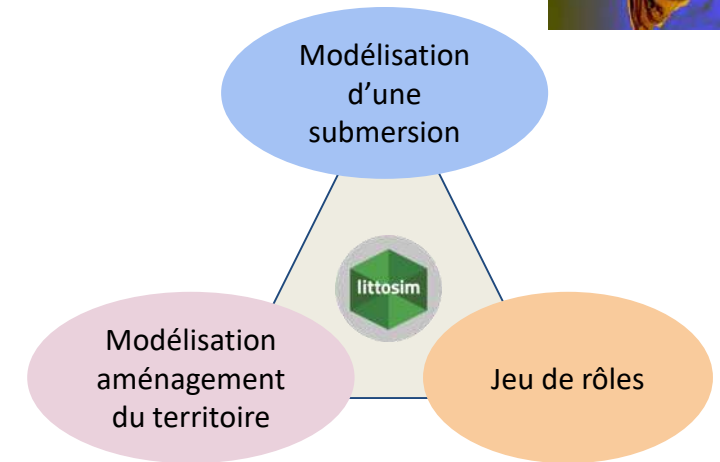 Modélisation
d’une
submersion
littosim
Modélisation
aménagement
du territoire
Jeu de rôles